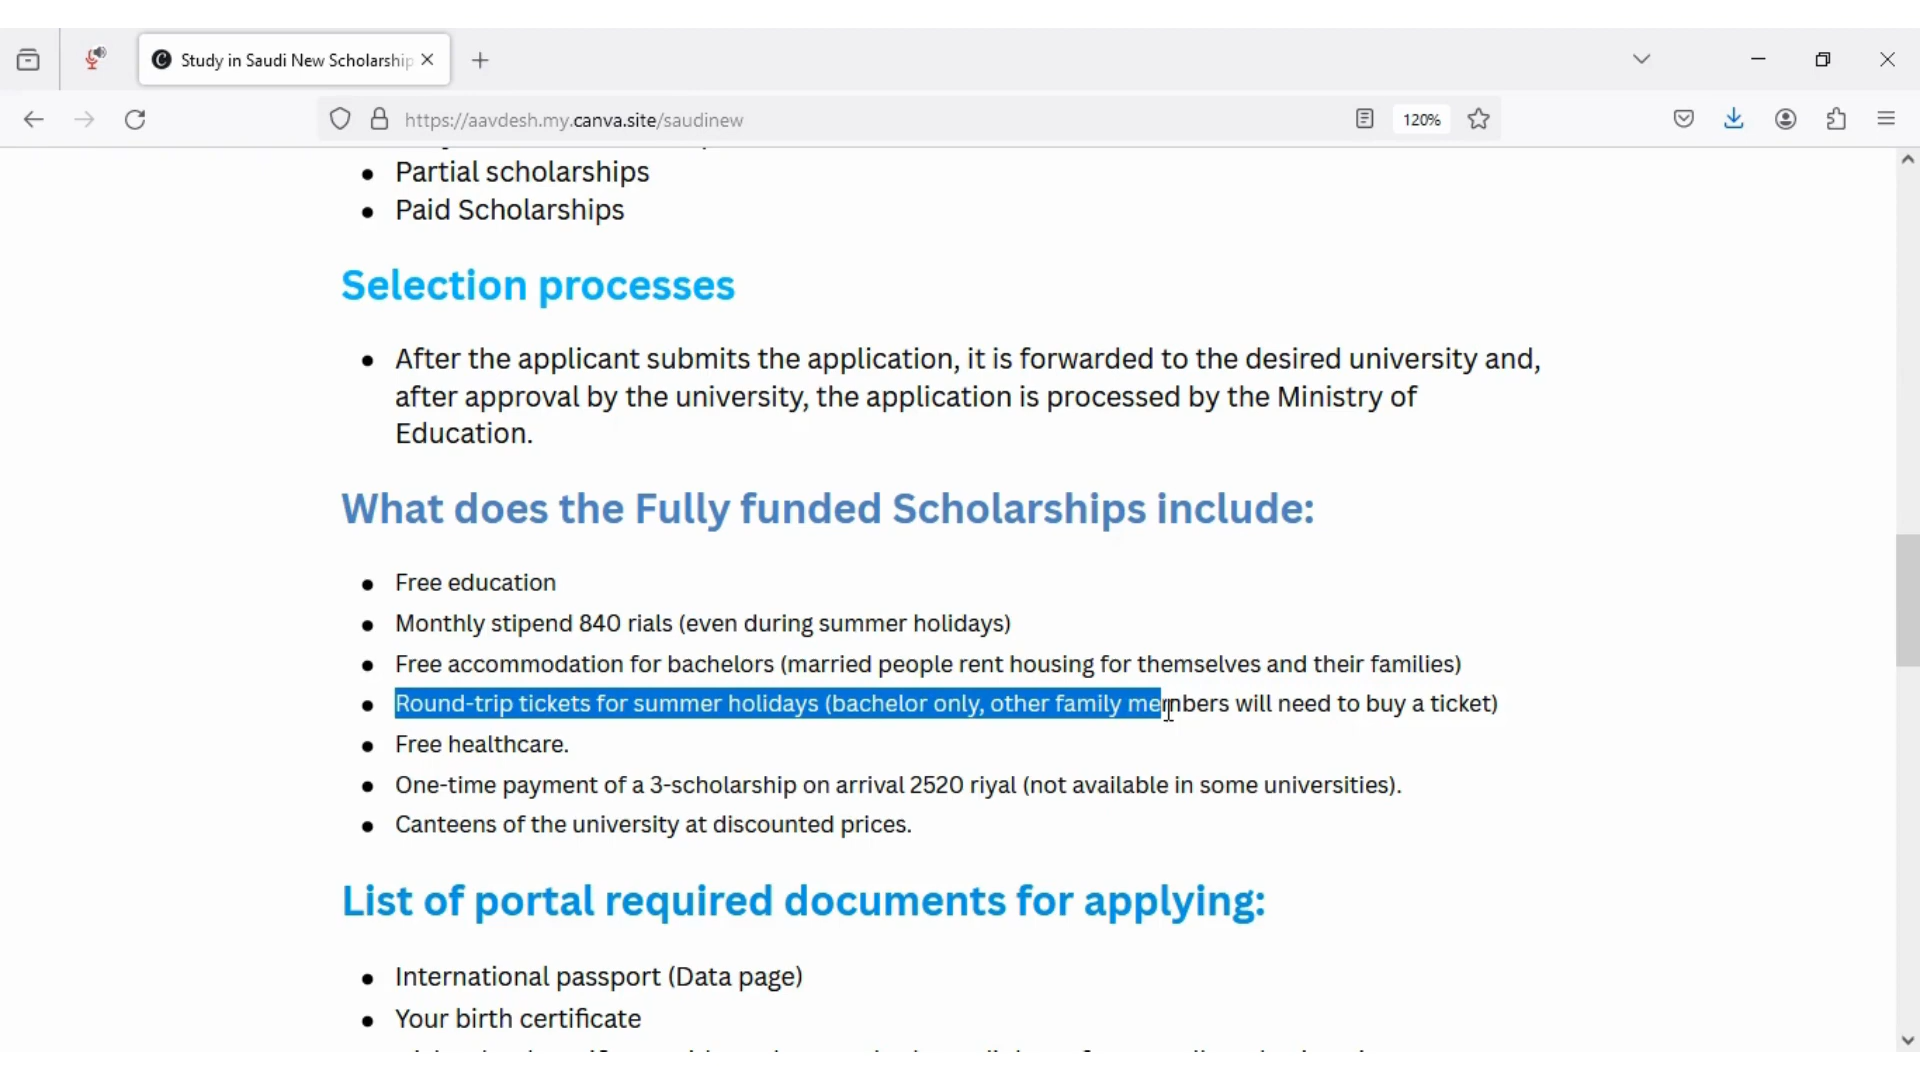 Study in Saudi New Scholarship
https://aavdesh.my.canva.site/saudinew
120%
Partial scholarships
Paid Scholarships
Selection processes
After the applicant submits the application, it is forwarded to the desired university and,
after approval by the university, the application is processed by the Ministry of
Education.
What does the Fully funded Scholarships include:
Free education
Monthly stipend 840 rials (even during summer holidays)
Free accommodation for bachelors (married people rent housing for themselves and their families)
Round-trip tickets for summer holidays (bachelor only, other family members will need to buy a ticket)
Free healthcare.
One-time payment of a 3-scholarship on arrival 2520 riyal (not available in some universities).
Canteens of the university at discounted prices.
List of portal required documents for applying:
International passport (Data page)
Your birth certificate